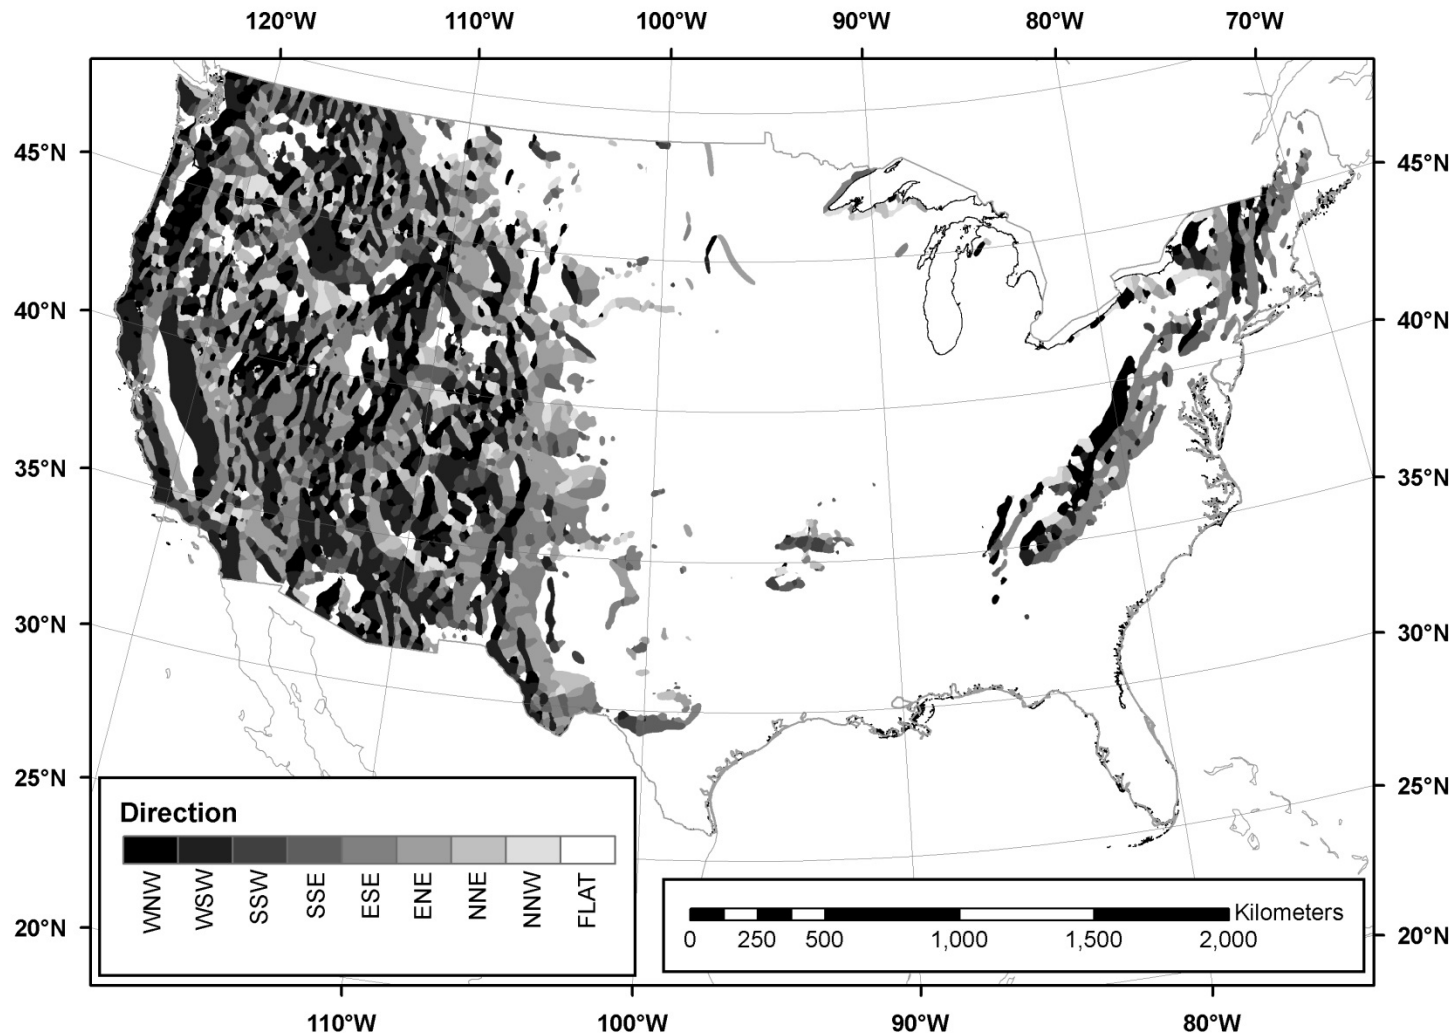 120°W 110°W 100°W 90°W 80°W 70°W
45°N 45°N
40°N 40°N
35°N 35°N
30°N 30°N
25°N 25°N
20°N 20°N
Direction
WNW WSW SSW SSE ESE ENE NNE NNW FLAT
Kilometers
0 250 500 1,000 1,500 2,000
110°W 100°W 90°W 80°W